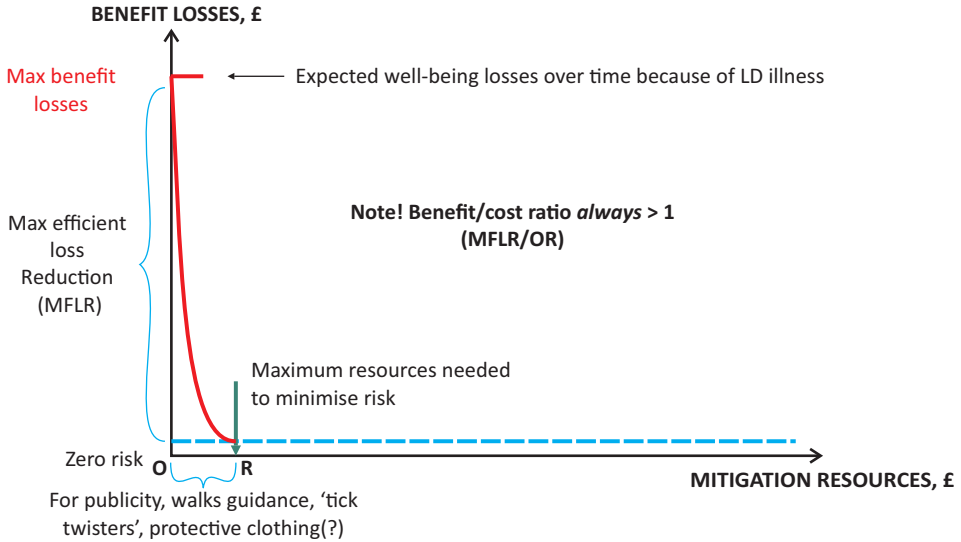 BENEFIT LOSSES, £
Max benefit
losses
Expected well-being losses over time because of LD illness
Note! Benefit/cost ratio always > 1
(MFLR/OR)
Max efficient
loss
Reduction
(MFLR)
Maximum resources needed
to minimise risk
Zero risk
O
R
MITIGATION RESOURCES, £
For publicity, walks guidance, ‘tick
twisters’, protective clothing(?)